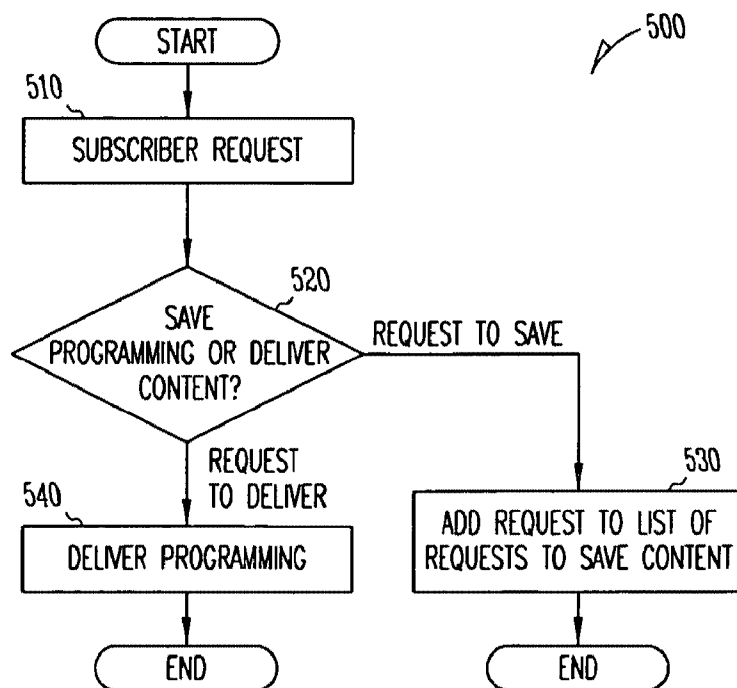 START
500
510
SUBSCRIBER REQUEST
520
SAVE
PROGRAMMING OR DELIVER
CONTENT?
REQUEST TO SAVE
REQUEST
TO DELIVER
540
DELIVER PROGRAMMING
530
ADD REQUEST TO LIST OF
REQUESTS TO SAVE CONTENT
END
END